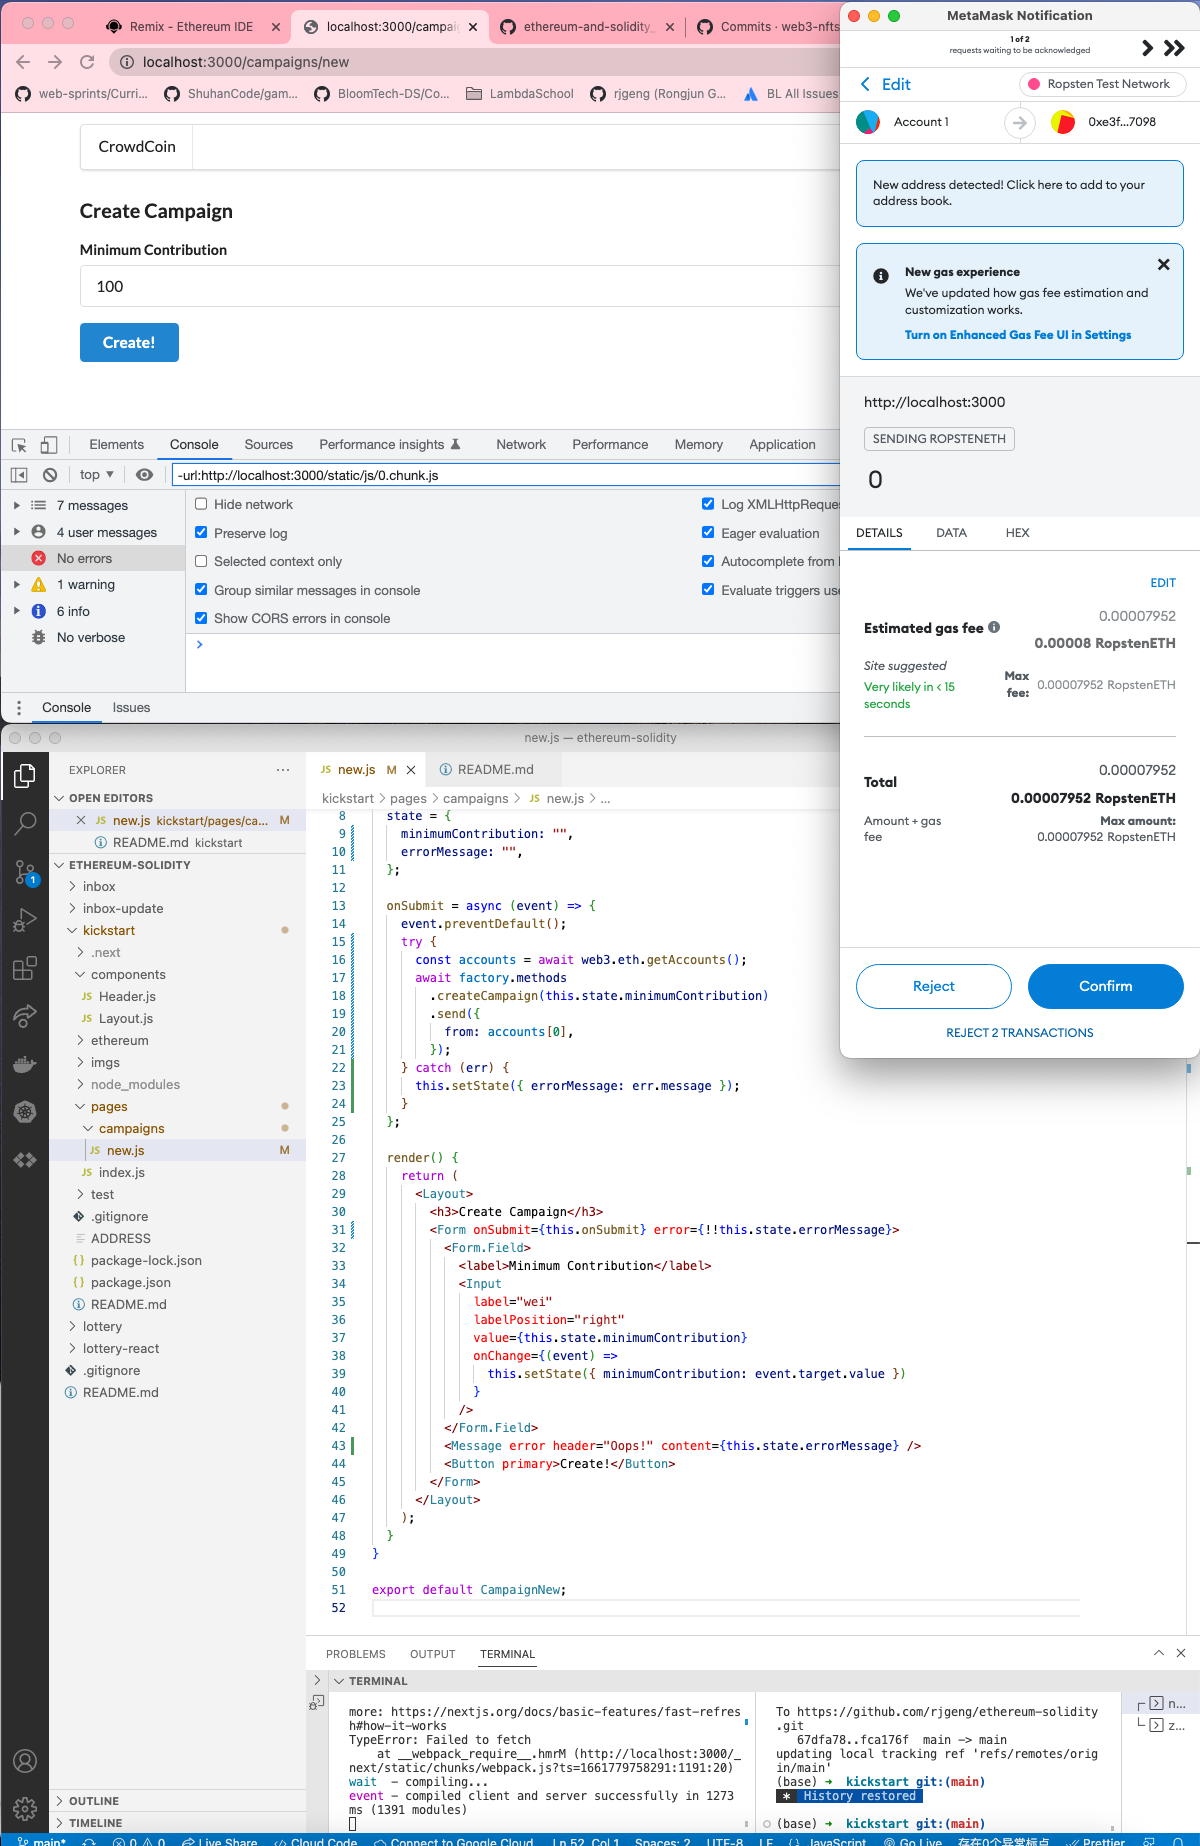 Remix - Ethereum IDE
localhost:3000/campai
ethereum-and-solidity_
Commits · web3-nfts
localhost:3000/campaigns/new
web-sprints/Curri...
ShuhanCode/gam...
BloomTech-DS/Co...
LambdaSchool
rjgeng (Rongjun G...
BL All Issues
CrowdCoin
Create Campaign
Minimum Contribution
100
Create!
Elements
Console
Sources
Performance insights
Network
Performance
Memory
Application
top
-url:http://localhost:3000/static/js/0.chunk.js
7 messages
4 user messages
No errors
1 warning
6 info
No verbose
Hide network
Preserve log
Selected context only
Group similar messages in console
Show CORS errors in console
Log XMLHttpReque
Eager evaluation
Autocomplete from
Evaluate triggers us
Console
Issues
MetaMask Notification
1 of 2
requests waiting to be acknowledged
Edit
Ropsten Test Network
Account 1
0xe3f...7098
New address detected! Click here to add to your
address book.
New gas experience
We've updated how gas fee estimation and
customization works.
Turn on Enhanced Gas Fee UI in Settings
http://localhost:3000
SENDING ROPSTENETH
0
DETAILS
DATA
HEX
EDIT
Estimated gas fee
0.00007952
0.00008 RopstenETH
Site suggested
Very likely in < 15
seconds
Max
fee:
0.00007952 RopstenETH
Total
0.00007952
0.00007952 RopstenETH
Amount + gas
fee
Max amount:
0.00007952 RopstenETH
Reject
Confirm
REJECT 2 TRANSACTIONS
new.js — ethereum-solidity
EXPLORER
OPEN EDITORS
JS new.js kickstart/pages/ca... M
README.md kickstart
ETHEREUM-SOLIDITY
inbox
inbox-update
kickstart
.next
components
JS Header.js
JS Layout.js
ethereum
imgs
node_modules
pages
campaigns
JS new.js M
JS index.js
test
.gitignore
ADDRESS
{} package-lock.json
{} package.json
README.md
lottery
lottery-react
.gitignore
README.md
OUTLINE
TIMELINE
1
JS new.js M
README.md
kickstart > pages > campaigns > JS new.js > ...
8 state = {
9 minimumContribution: "",
10 errorMessage: "",
11 };
12
13 onSubmit = async (event) => {
14 event.preventDefault();
15 try {
16 const accounts = await web3.eth.getAccounts();
17 await factory.methods
18 .createCampaign(this.state.minimumContribution)
19 .send({
20 from: accounts[0],
21 });
22 } catch (err) {
23 this.setState({ errorMessage: err.message });
24 }
25 };
26
27 render() {
28 return (
29 <Layout>
30 <h3>Create Campaign</h3>
31 <Form onSubmit={this.onSubmit} error={!!this.state.errorMessage}>
32 <Form.Field>
33 <label>Minimum Contribution</label>
34 <Input
35 label="wei"
36 labelPosition="right"
37 value={this.state.minimumContribution}
38 onChange={(event) =>
39 this.setState({ minimumContribution: event.target.value })
40 }
41 />
42 </Form.Field>
43 <Message error header="Oops!" content={this.state.errorMessage} />
44 <Button primary>Create!</Button>
45 </Form>
46 </Layout>
47 );
48 }
49 }
50
51 export default CampaignNew;
52
PROBLEMS
OUTPUT
TERMINAL
TERMINAL
more: https://nextjs.org/docs/basic-features/fast-refres
h#how-it-works
TypeError: Failed to fetch
at __webpack_require__.hmrM (http://localhost:3000/_
next/static/chunks/webpack.js?ts=1661779758291:1191:20)
wait - compiling...
event - compiled client and server successfully in 1273
ms (1391 modules)
To https://github.com/rjgeng/ethereum-solidity
.git
67dfa78..fca176f main -> main
updating local tracking ref 'refs/remotes/orig
in/main'
(base) ➜ kickstart git:(main)
* History restored
(base) ➜ kickstart git:(main)
n...
z...
main*
0
0
Live Share
Cloud Code
Connect to Google Cloud
Ln 52, Col 1
Spaces: 2
UTF-8
LF
{} JavaScript
Go Live
存在0个异常标点
Prettier